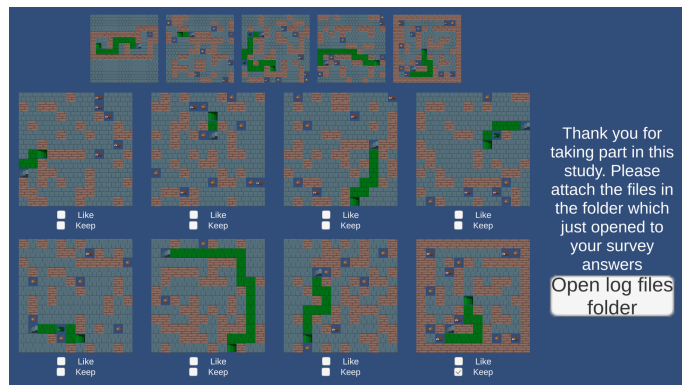 Thank you for
taking part in this
study. Please
attach the files in
the folder which
just opened to
your survey
answers
Open log files
folder
Like
Keep
Like
Keep
Like
Keep
Like
Keep
Like
Keep
Like
Keep
Like
Keep
Like
Keep